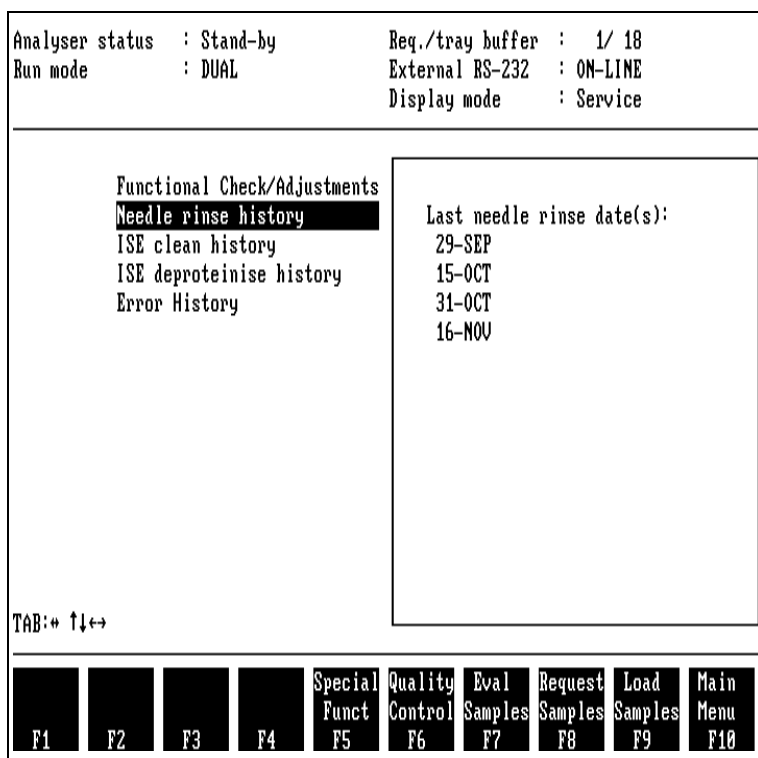 Analyser status : Stand-by Req./tray buffer : 1/ 18
Run mode : DUAL External RS-232 : ON-LINE
Display mode : Service
Functional Check/Adjustments
Needle rinse history
ISE clean history
ISE deproteinise history
Error History
Last needle rinse date(s):
29-SEP
15-OCT
31-OCT
16-NOV
TAB:↔ ↑↓←→
Special Quality Eval Request Load Main
Funct Control Samples Samples Samples Menu
F1 F2 F3 F4 F5 F6 F7 F8 F9 F10